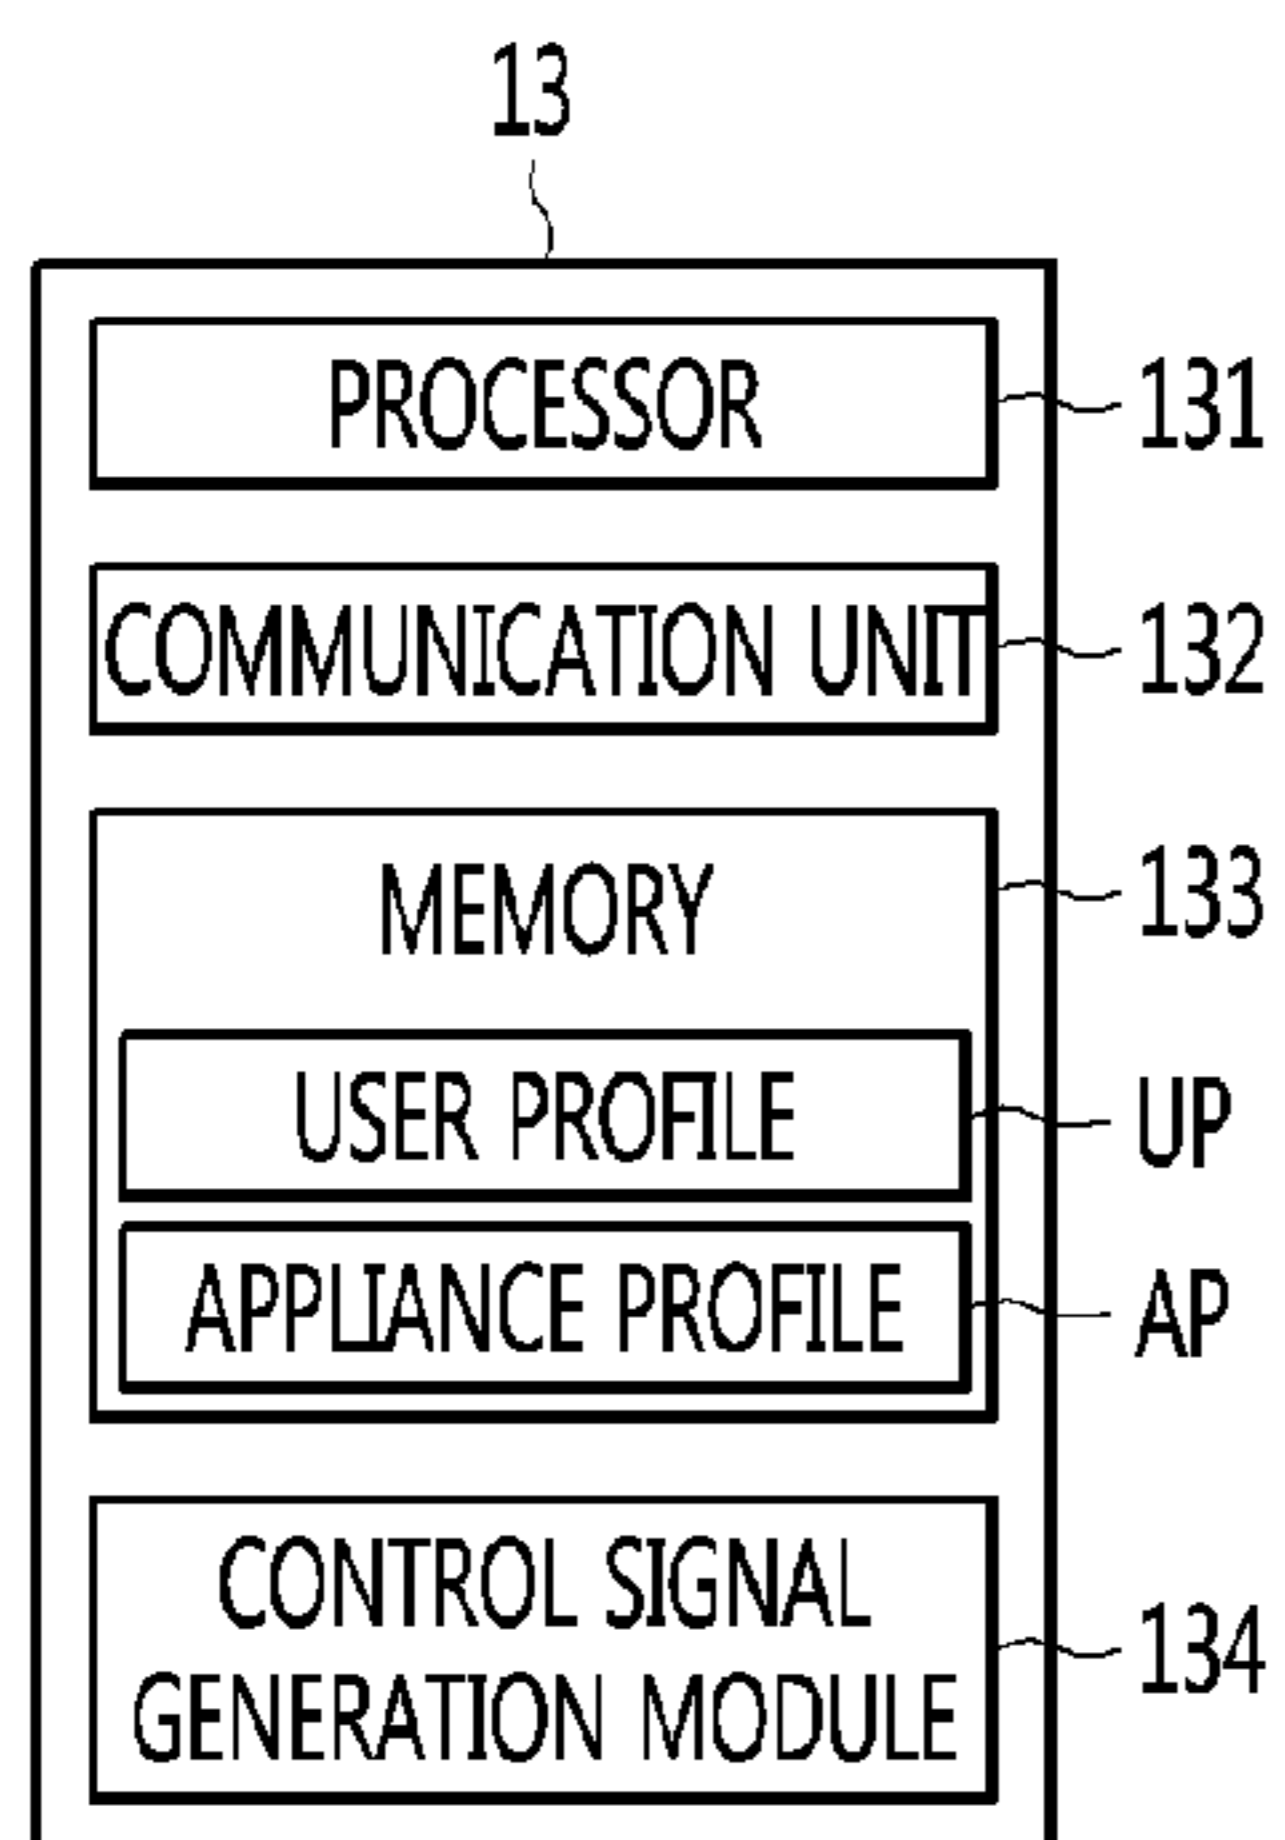 13
PROCESSOR 131
COMMUNICATION UNIT 132
MEMORY 133
USER PROFILE UP
APPLIANCE PROFILE AP
CONTROL SIGNAL
GENERATION MODULE 134